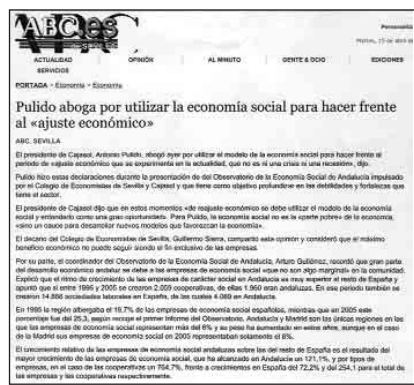 ABC.es
Martes, 15 de abril de
ACTUALIDAD OPINIÓN AL MINUTO GENTE & OCIO EDICIONES
SERVICIOS
PORTADA > Economía > Economía
Pulido aboga por utilizar la economía social para hacer frente
al «ajuste económico»
ABC. SEVILLA
El presidente de Cajasol, Antonio Pulido, abogó ayer por utilizar el modelo de la economía social para hacer frente al
periodo de «ajuste económico que se experimenta en la actualidad, que no es ni una crisis ni una recesión», dijo.
Pulido hizo estas declaraciones durante la presentación de del Observatorio de la Economía Social de Andalucía impulsado
por el Colegio de Economistas de Sevilla y Cajasol y que tiene como objetivo profundizar en las debilidades y fortalezas que
tiene el sector.
El presidente de Cajasol dijo que en estos momentos «de reajuste económico se debe utilizar el modelo de la economía
social y entenderlo como una gran oportunidad». Para Pulido, la economía social no es la «parte pobre» de la economía,
«sino un cauce para desarrollar nuevos modelos que favorezcan la economía».
El decano del Colegio de Economistas de Sevilla, Guillermo Sierra, compartió esta opinión y consideró que el máximo
beneficio económico no puede seguir siendo el fin exclusivo de las empresas.
Por su parte, el coordinador del Observatorio de la Economía Social de Andalucía, Arturo Gutiérrez, recordó que gran parte
del desarrollo económico andaluz se debe a las empresas de economía social «que no son algo marginal» en la comunidad.
Explicó que el ritmo de crecimiento de las empresas de carácter social en Andalucía es muy superior al resto de España y
apuntó que si entre 1996 y 2005 se crearon 2.059 cooperativas, de ellas 1.960 eran andaluzas. En ese período también se
crearon 14.888 sociedades laborales en España, de las cuales 4.089 en Andalucía.
En 1995 la región albergaba el 16,7% de las empresas de economía social españolas, mientras que en 2005 este
porcentaje fue del 25,3, según recoge el primer informe del Observatorio. Andalucía y Madrid son las únicas regiones en las
que las empresas de economía social representan más del 6% y su peso ha aumentado en estos años, aunque en el caso
de la Madrid sus empresas de economía social en 2005 representaban solamente el 8%.
El crecimiento relativo de las empresas de economía social andaluzas sobre las del resto de España es el resultado del
mayor crecimiento de las empresas de economía social, que ha alcanzado en Andalucía un 121,1%, y por tipos de
empresas, en el caso de las cooperativas un 704,7%, frente a crecimientos en España del 72,2% y del 254,1 para el total de
las empresas y las cooperativas respectivamente.